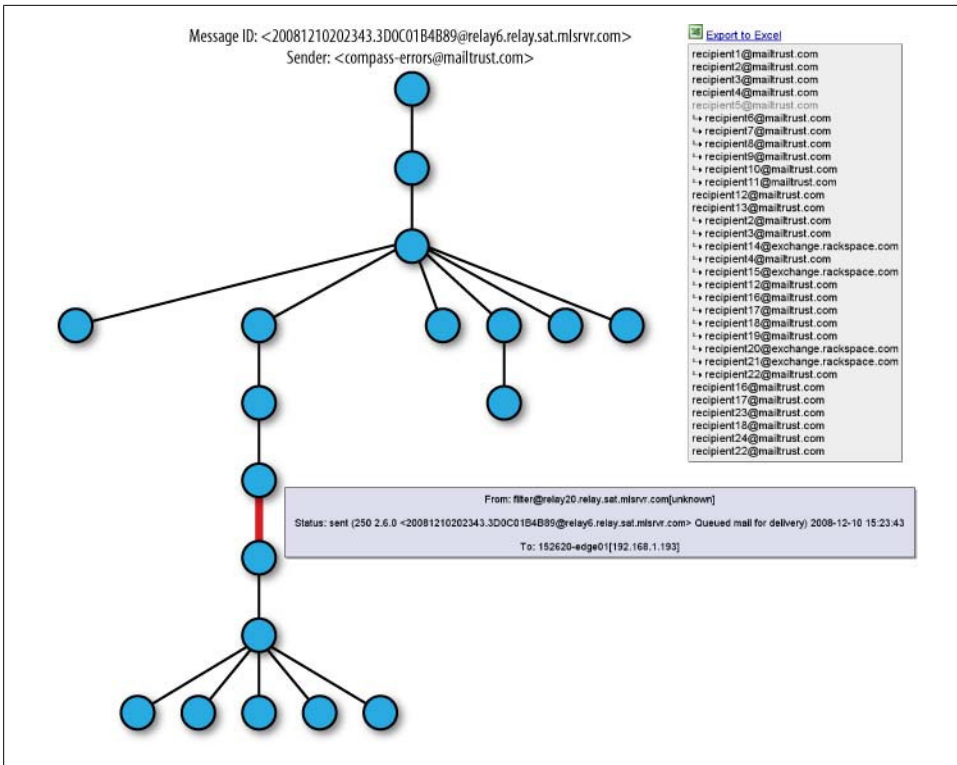 Message ID: <20081210202343.3D0C01B4B89@relay6.relay.sat.mlsrvr.com>
Sender: <compass-errors@mailtrust.com>
Export to Excel
recipient1@mailtrust.com
recipient2@mailtrust.com
recipient3@mailtrust.com
recipient4@mailtrust.com
recipient5@mailtrust.com
↳ recipient6@mailtrust.com
↳ recipient7@mailtrust.com
↳ recipient8@mailtrust.com
↳ recipient9@mailtrust.com
↳ recipient10@mailtrust.com
↳ recipient11@mailtrust.com
recipient12@mailtrust.com
recipient13@mailtrust.com
↳ recipient2@mailtrust.com
↳ recipient3@mailtrust.com
↳ recipient14@exchange.rackspace.com
↳ recipient4@mailtrust.com
↳ recipient15@exchange.rackspace.com
↳ recipient12@mailtrust.com
↳ recipient16@mailtrust.com
↳ recipient17@mailtrust.com
↳ recipient18@mailtrust.com
↳ recipient19@mailtrust.com
↳ recipient20@exchange.rackspace.com
↳ recipient21@exchange.rackspace.com
↳ recipient22@mailtrust.com
recipient16@mailtrust.com
recipient17@mailtrust.com
recipient23@mailtrust.com
recipient18@mailtrust.com
recipient24@mailtrust.com
recipient22@mailtrust.com
From: filter@relay20.relay.sat.mlsrvr.com[unknown]
Status: sent (250 2.6.0 <20081210202343.3D0C01B4B89@relay6.relay.sat.mlsrvr.com> Queued mail for delivery) 2008-12-10 15:23:43
To: 152620-edge01[192.168.1.193]